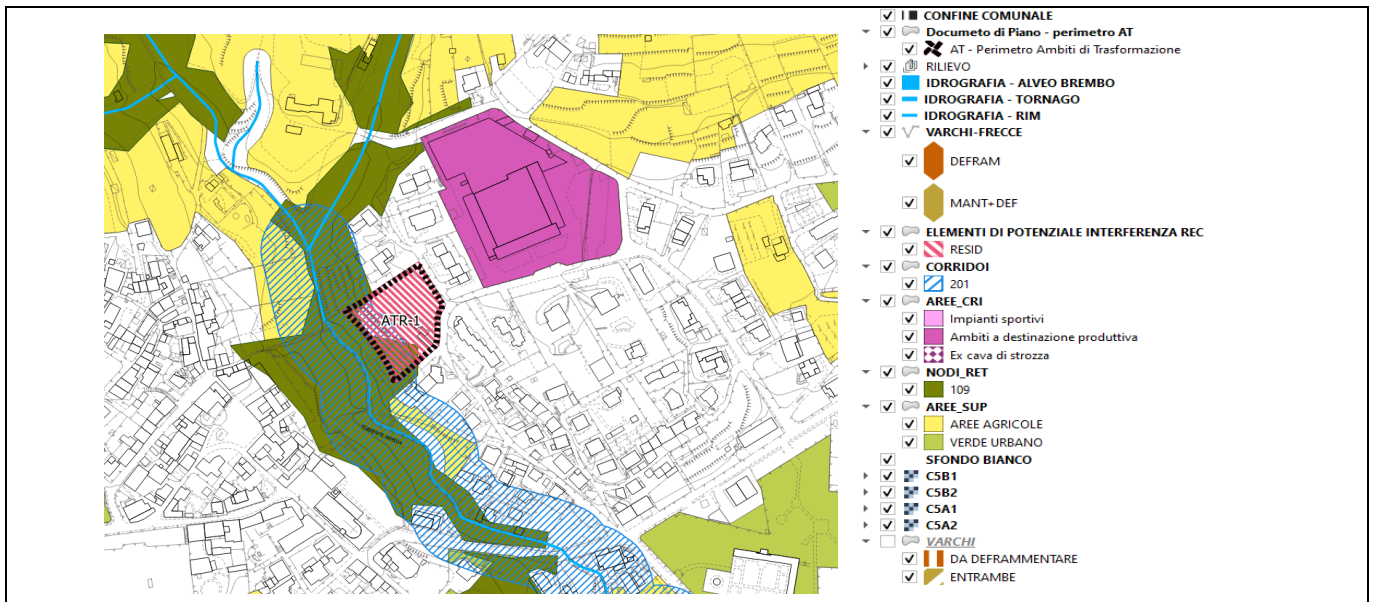 CONFINE COMUNALE
Documeto di Piano - perimetro AT
AT - Perimetro Ambiti di Trasformazione
RILIEVO
IDROGRAFIA - ALVEO BREMBO
IDROGRAFIA - TORNAGO
IDROGRAFIA - RIM
VARCHI-FRECCE
DEFRAM
MANT+DEF
ELEMENTI DI POTENZIALE INTERFERENZA REC
RESID
CORRIDOI
201
AREE_CRI
Impianti sportivi
Ambiti a destinazione produttiva
Ex cava di strozza
NODI_RET
109
AREE_SUP
AREE AGRICOLE
VERDE URBANO
SFONDO BIANCO
C5B1
C5B2
C5A1
C5A2
VARCHI
DA DEFRAMMENTARE
ENTRAMBE
ATR-1